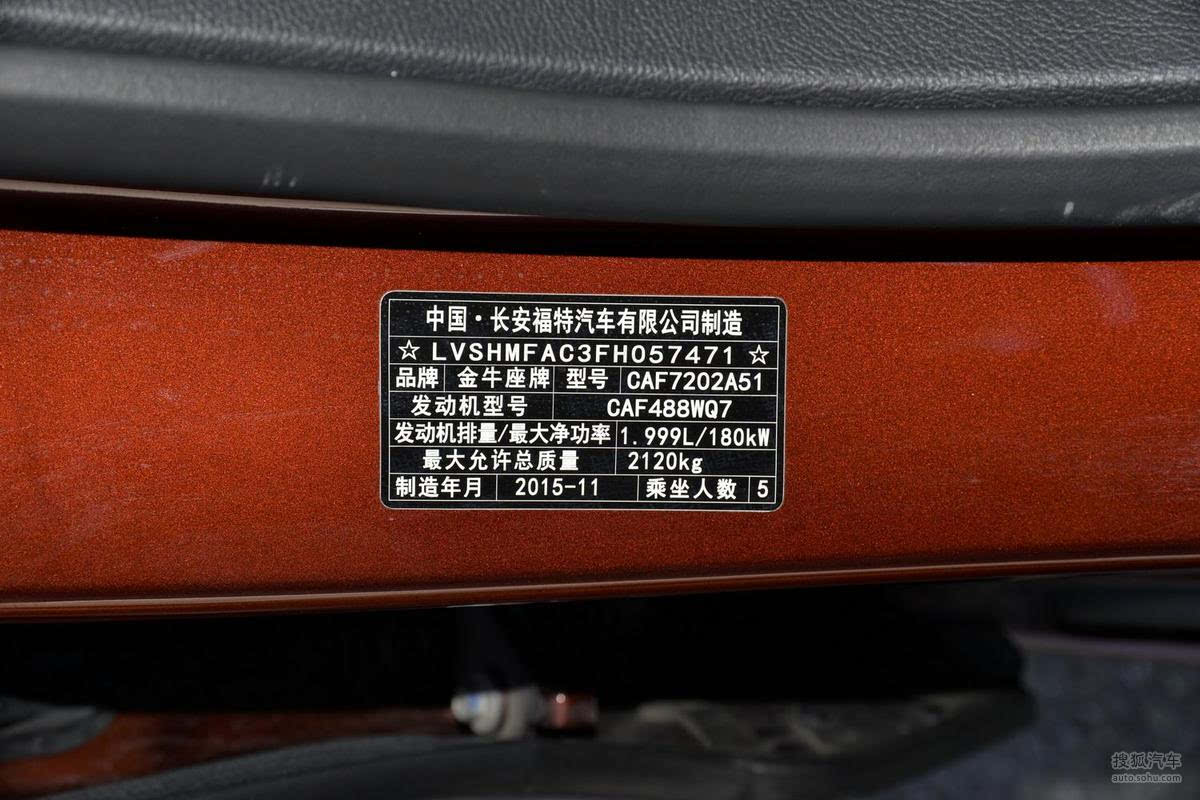 中国·长安福特汽车有限公司制造
☆ LVSHMFAC3FH057471 ☆
品牌 金牛座牌 型号 CAF7202A51
发动机型号 CAF488WQ7
发动机排量/最大净功率 1.999L/180kW
最大允许总质量 2120kg
制造年月 2015-11 乘坐人数 5
搜狐汽车
auto.sohu.com